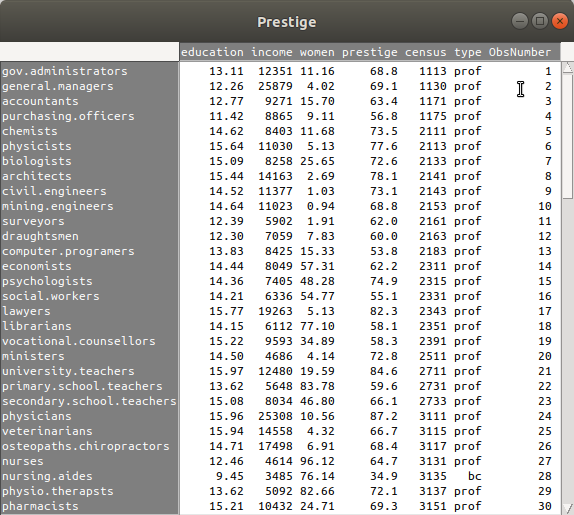 Prestige
education income women prestige census type ObsNumber
gov.administrators 13.11 12351 11.16 68.8 1113 prof 1
general.managers 12.26 25879 4.02 69.1 1130 prof 2
accountants 12.77 9271 15.70 63.4 1171 prof 3
purchasing.officers 11.42 8865 9.11 56.8 1175 prof 4
chemists 14.62 8403 11.68 73.5 2111 prof 5
physicists 15.64 11030 5.13 77.6 2113 prof 6
biologists 15.09 8258 25.65 72.6 2133 prof 7
architects 15.44 14163 2.69 78.1 2141 prof 8
civil.engineers 14.52 11377 1.03 73.1 2143 prof 9
mining.engineers 14.64 11023 0.94 68.8 2153 prof 10
surveyors 12.39 5902 1.91 62.0 2161 prof 11
draughtsmen 12.30 7059 7.83 60.0 2163 prof 12
computer.programers 13.83 8425 15.33 53.8 2183 prof 13
economists 14.44 8049 57.31 62.2 2311 prof 14
psychologists 14.36 7405 48.28 74.9 2315 prof 15
social.workers 14.21 6336 54.77 55.1 2331 prof 16
lawyers 15.77 19263 5.13 82.3 2343 prof 17
librarians 14.15 6112 77.10 58.1 2351 prof 18
vocational.counsellors 15.22 9593 34.89 58.3 2391 prof 19
ministers 14.50 4686 4.14 72.8 2511 prof 20
university.teachers 15.97 12480 19.59 84.6 2711 prof 21
primary.school.teachers 13.62 5648 83.78 59.6 2731 prof 22
secondary.school.teachers 15.08 8034 46.80 66.1 2733 prof 23
physicians 15.96 25308 10.56 87.2 3111 prof 24
veterinarians 15.94 14558 4.32 66.7 3115 prof 25
osteopaths.chiropractors 14.71 17498 6.91 68.4 3117 prof 26
nurses 12.46 4614 96.12 64.7 3131 prof 27
nursing.aides 9.45 3485 76.14 34.9 3135 bc 28
physio.therapsts 13.62 5092 82.66 72.1 3137 prof 29
pharmacists 15.21 10432 24.71 69.3 3151 prof 30